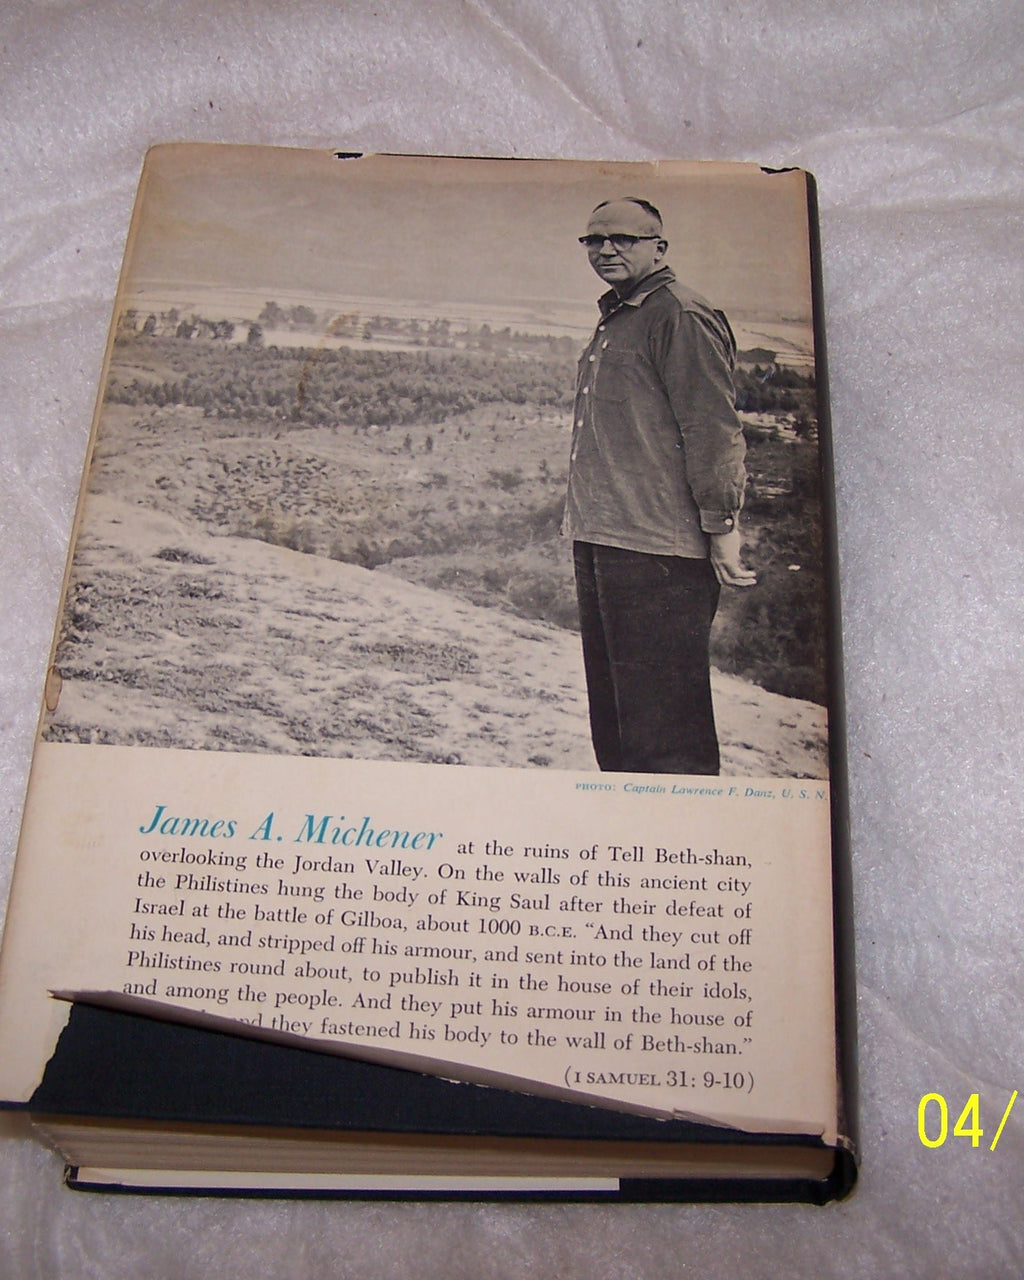 PHOTO: Captain Lawrence F. Danz, U. S. N.
James A. Michener at the ruins of Tell Beth-shan,
overlooking the Jordan Valley. On the walls of this ancient city
the Philistines hung the body of King Saul after their defeat of
Israel at the battle of Gilboa, about 1000 B.C.E. “And they cut off
his head, and stripped off his armour, and sent into the land of the
Philistines round about, to publish it in the house of their idols,
and among the people. And they put his armour in the house of
they fastened his body to the wall of Beth-shan.”
(I SAMUEL 31: 9-10)
04/